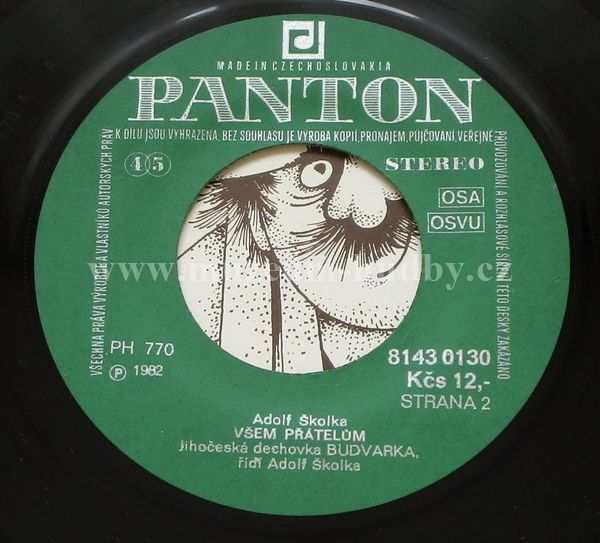 MADE IN CZECHOSLOVAKIA
PANTON
VŠECHNA PRÁVA VÝROBCE A VLASTNÍKŮ AUTORSKÝCH PRÁV K DÍLU JSOU VYHRAZENA. BEZ SOUHLASU JE VÝROBA KOPIÍ, PRONÁJEM, PŮJČOVÁNÍ, VEŘEJNÉ PROVOZOVÁNÍ A ROZHLASOVÉ ŠÍŘENÍ TÉTO DESKY ZAKÁZÁNO
45
STEREO
OSA
OSVU
PH 770
Ⓟ 1982
8143 0130
Kčs 12,-
STRANA 2
Adolf Školka
VŠEM PŘÁTELŮM
Jihočeská dechovka BUDVARKA,
řídí Adolf Školka